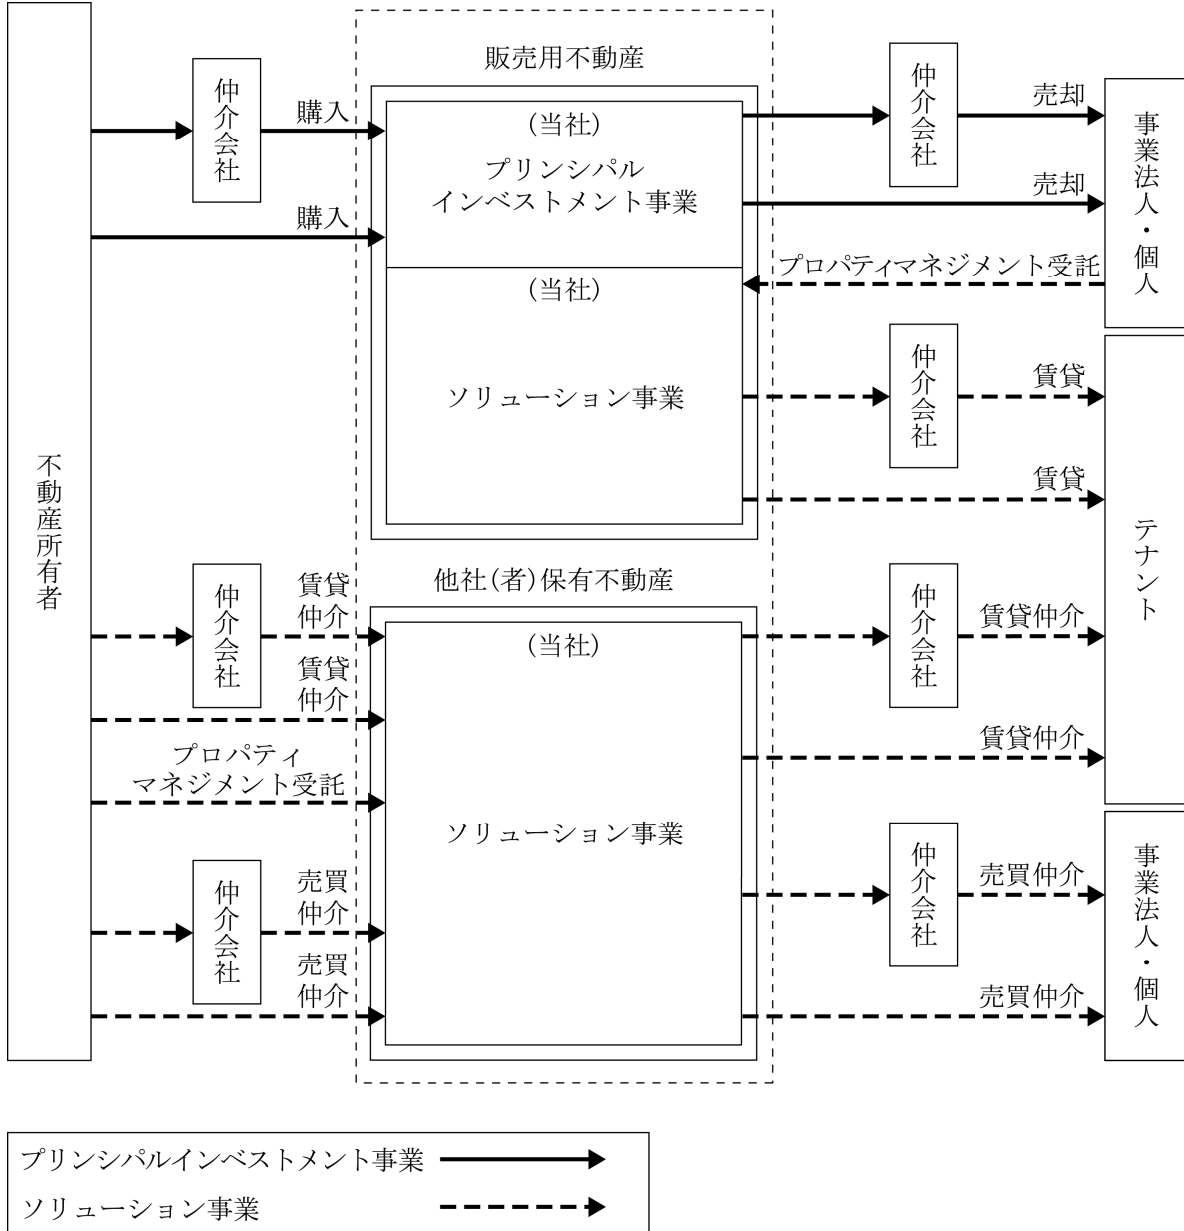 不動産所有者
仲介会社
購入
購入
販売用不動産
(当社)
プリンシパル
インベストメント事業
(当社)
ソリューション事業
仲介会社
売却
売却
プロパティマネジメント受託
事業法人・個人
仲介会社
賃貸
賃貸
テナント
仲介会社
賃貸
仲介
賃貸
仲介
プロパティ
マネジメント受託
仲介会社
売買
仲介
売買
仲介
他社(者)保有不動産
(当社)
ソリューション事業
仲介会社
賃貸仲介
賃貸仲介
仲介会社
売買仲介
売買仲介
事業法人・個人
プリンシパルインベストメント事業
ソリューション事業